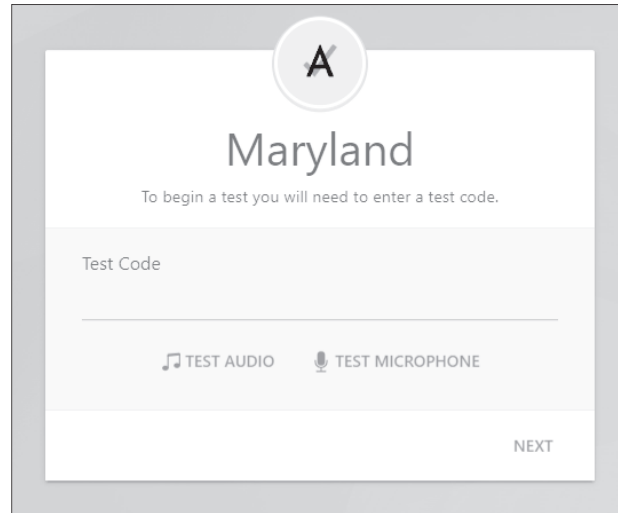 A
Maryland
To begin a test you will need to enter a test code.
Test Code
TEST AUDIO TEST MICROPHONE
NEXT